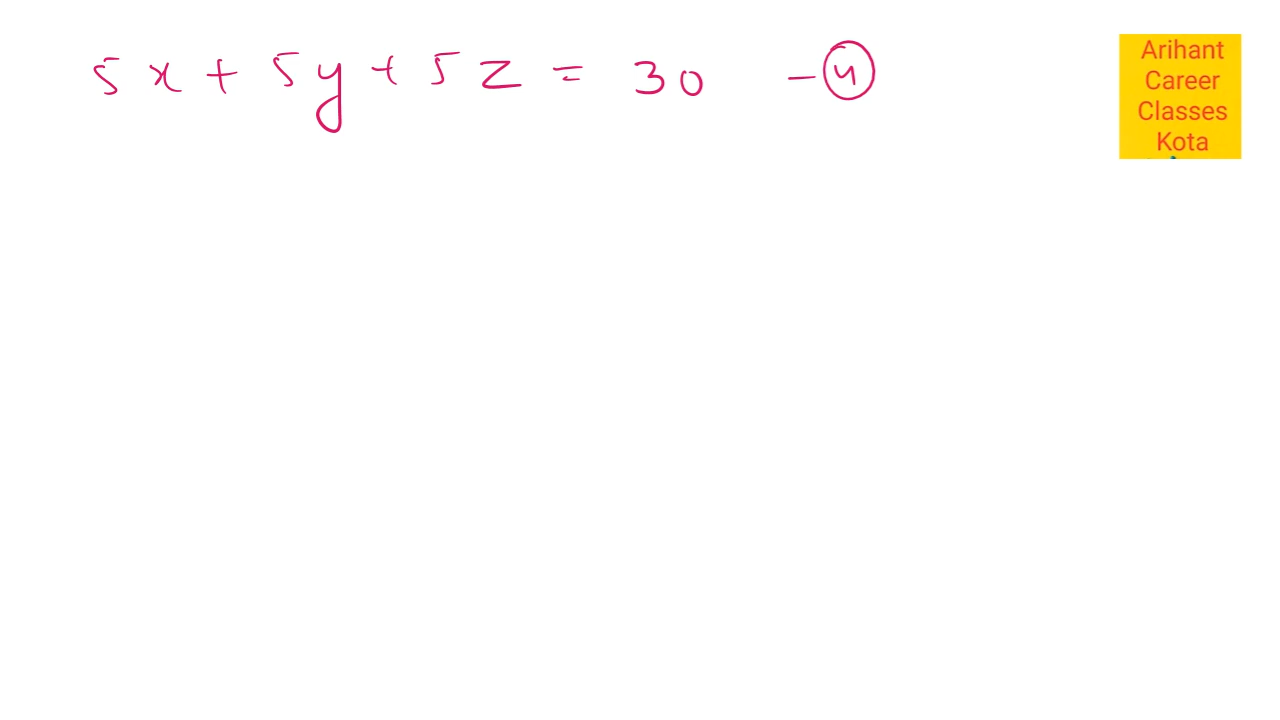 5x + 5y + 5z = 30 - ④
Arihant
Career
Classes
Kota